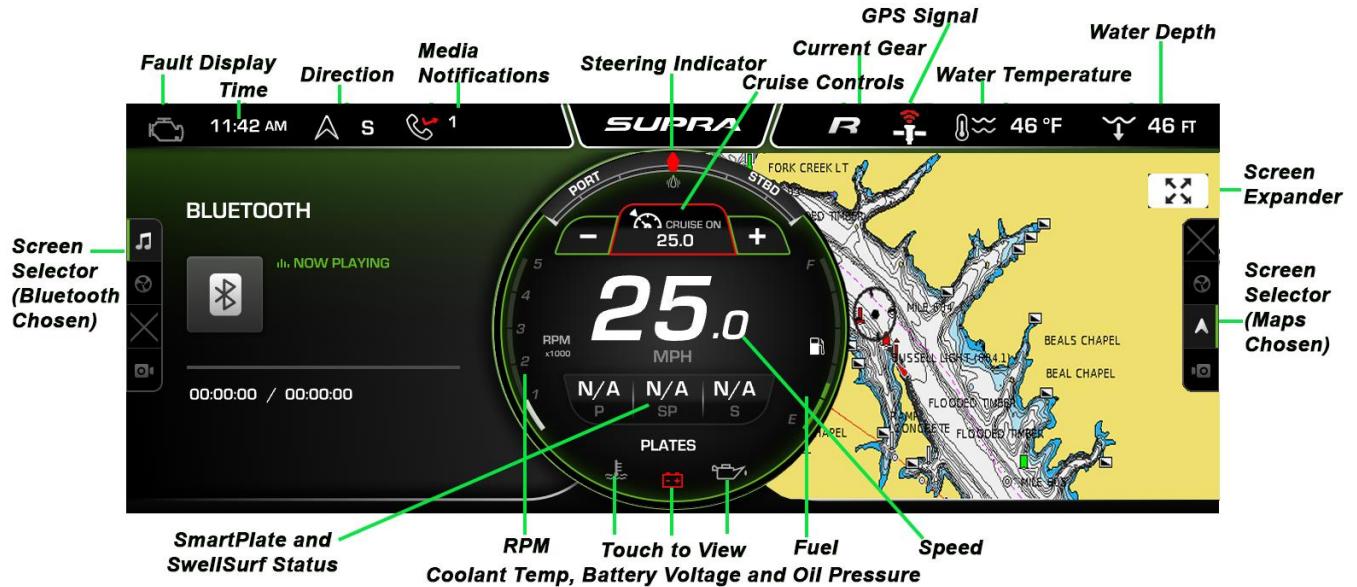 GPS Signal
Current Gear
Water Depth
Media
Notifications
Steering Indicator
Fault Display
Time
Direction
Cruise Controls
Water Temperature
11:42 AM
S
1
SUPRA
R
46 °F
46 FT
FORK CREEK LT
PORT
STBD
Screen
Expander
BLUETOOTH
CRUISE ON
25.0
-
+
NOW PLAYING
Screen
Selector
(Bluetooth
Chosen)
5
4
3
2
1
RPM
x1000
25.0
MPH
F
E
Screen
Selector
(Maps
Chosen)
BEALS CHAPEL
BEAL CHAPEL
FLOODED TIMBER
FLOODED TIMBER
00:00:00 / 00:00:00
N/A N/A N/A
P SP S
PLATES
SmartPlate and
SwellSurf Status
RPM
Touch to View
Coolant Temp, Battery Voltage and Oil Pressure
Fuel
Speed